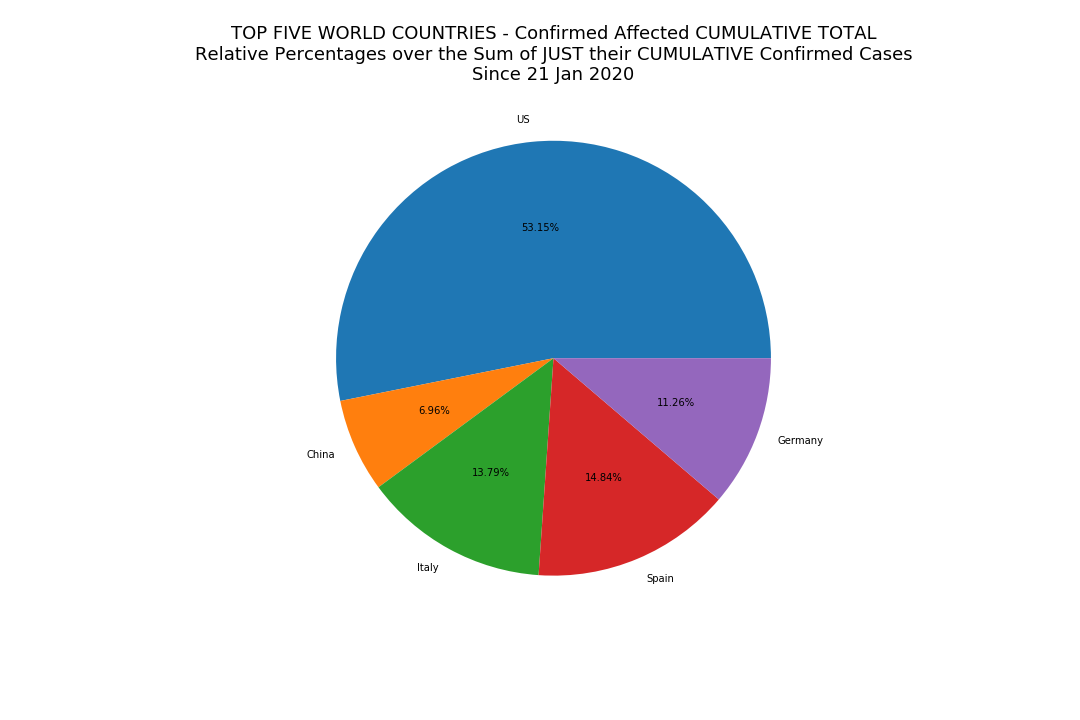 TOP FIVE WORLD COUNTRIES - Confirmed Affected CUMULATIVE TOTAL
Relative Percentages over the Sum of JUST their CUMULATIVE Confirmed Cases
Since 21 Jan 2020
US
53.15%
6.96%
11.26%
Germany
China
13.79%
14.84%
Italy
Spain